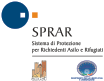 SPRAR
Sistema di Protezione
per Richiedenti Asilo e Rifugiati